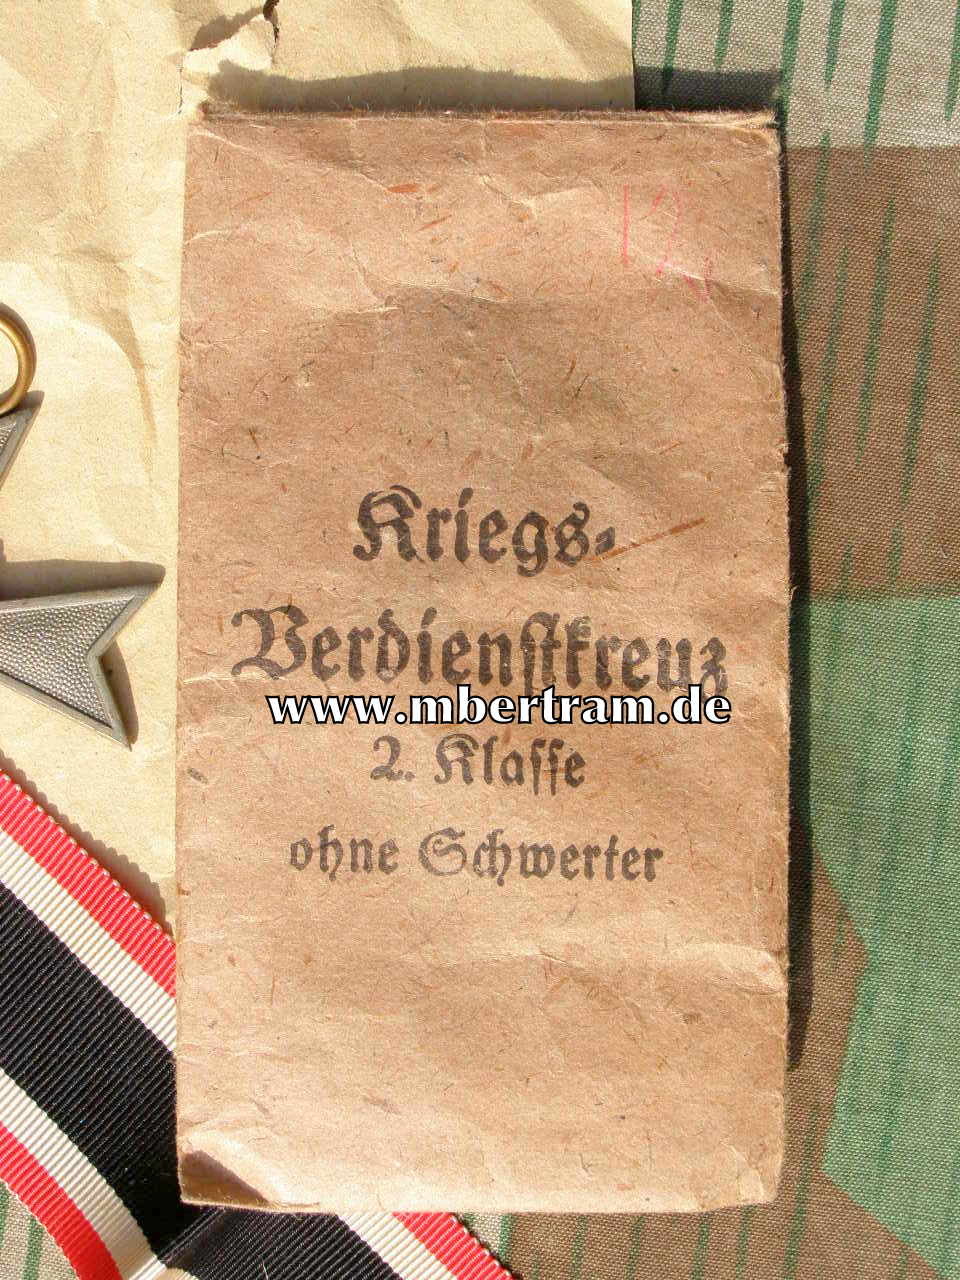 Kriegs-
Verdienstkreuz
www.mbertram.de
2. Klasse
ohne Schwerter